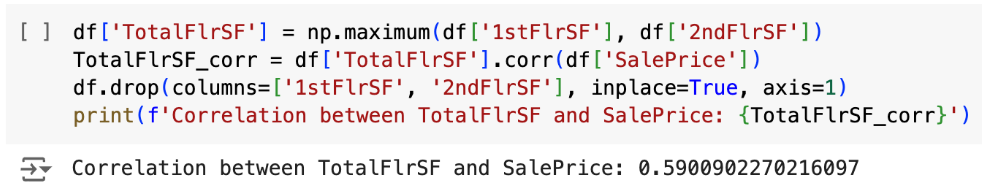 [ ] df['TotalFlrSF'] = np.maximum(df['1stFlrSF'], df['2ndFlrSF'])
TotalFlrSF_corr = df['TotalFlrSF'].corr(df['SalePrice'])
df.drop(columns=['1stFlrSF', '2ndFlrSF'], inplace=True, axis=1)
print(f'Correlation between TotalFlrSF and SalePrice: {TotalFlrSF_corr}')
Correlation between TotalFlrSF and SalePrice: 0.5900902270216097